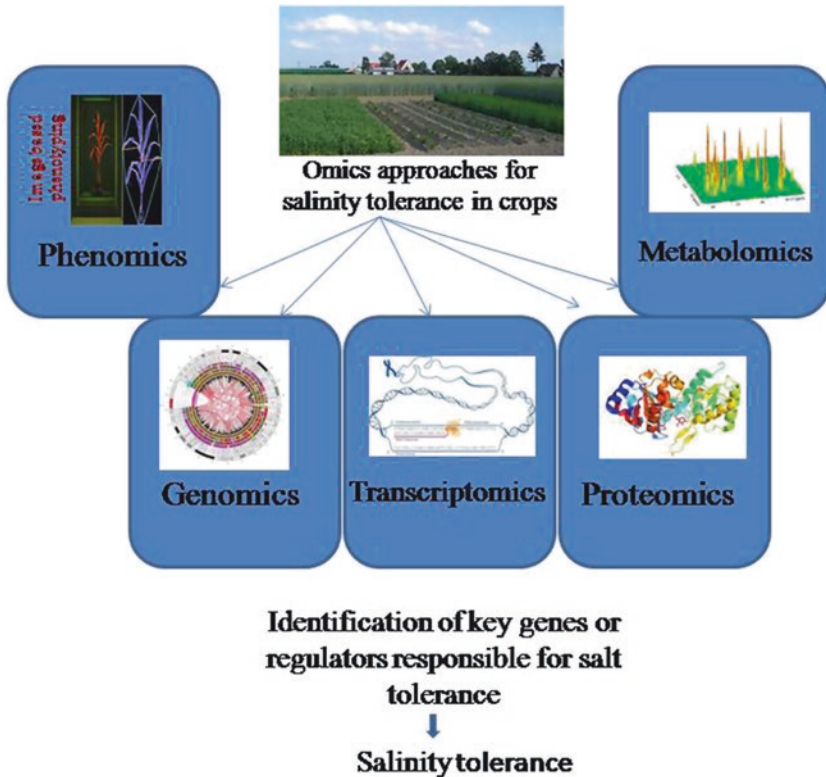 Omics approaches for
salinity tolerance in crops
Image based
phenotyping
Phenomics
Metabolomics
Genomics
Transcriptomics
Proteomics
Identification of key genes or
regulators responsible for salt
tolerance
Salinity tolerance